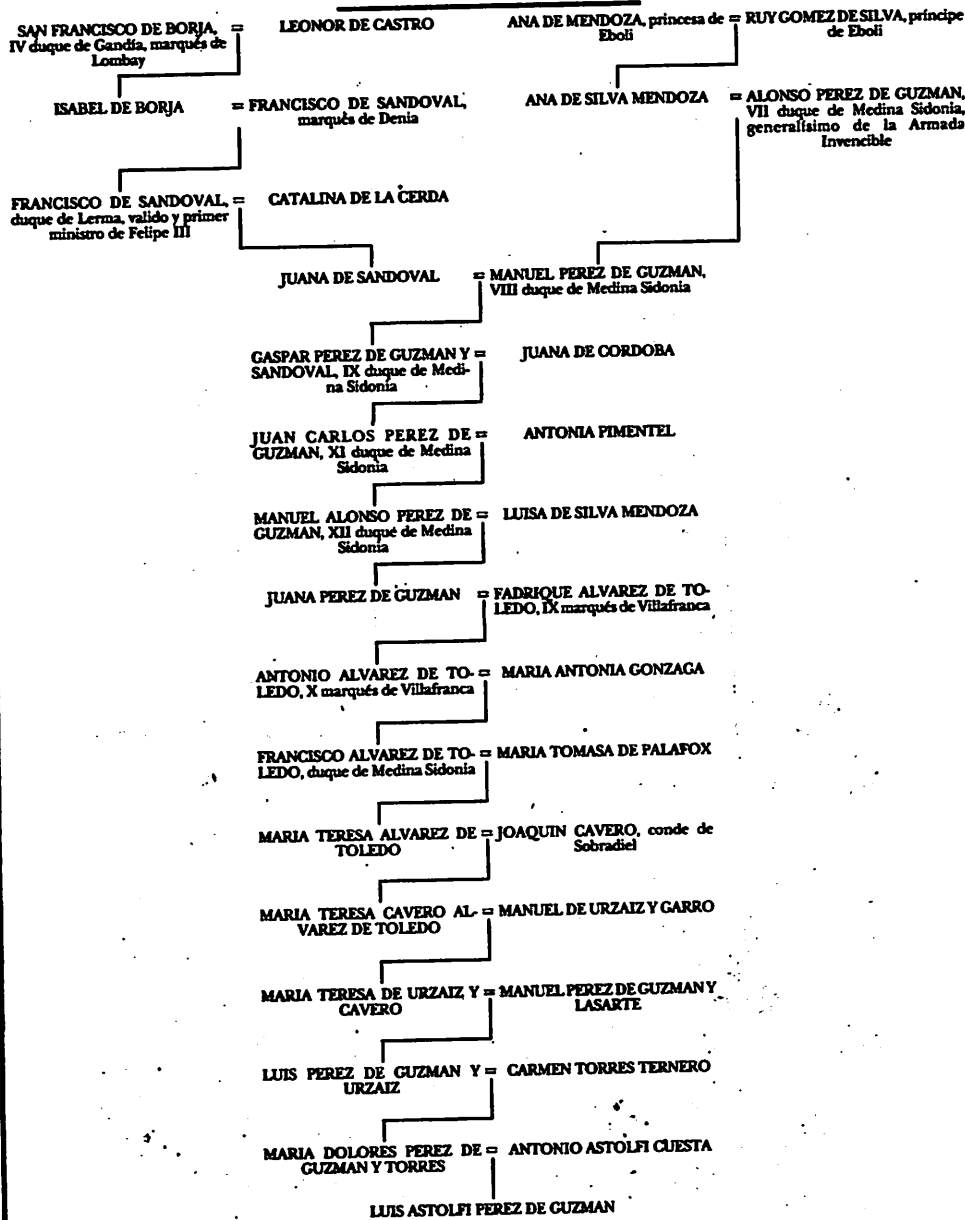 SAN FRANCISCO DE BORJA, = LEONOR DE CASTRO
IV duque de Gandía, marqués de
Lombay
ANA DE MENDOZA, princesa de = RUY GOMEZ DE SILVA, príncipe
Eboli
de Eboli
ISABEL DE BORJA = FRANCISCO DE SANDOVAL,
marqués de Denia
ANA DE SILVA MENDOZA = ALONSO PEREZ DE GUZMAN,
VII duque de Medina Sidonia,
generalísimo de la Armada
Invencible
FRANCISCO DE SANDOVAL, = CATALINA DE LA CERDA
duque de Lerma, valido y primer
ministro de Felipe III
JUANA DE SANDOVAL = MANUEL PEREZ DE GUZMAN,
VIII duque de Medina Sidonia
GASPAR PEREZ DE GUZMAN Y = JUANA DE CORDOBA
SANDOVAL, IX duque de Medi-
na Sidonia
JUAN CARLOS PEREZ DE = ANTONIA PIMENTEL
GUZMAN, XI duque de Medina
Sidonia
MANUEL ALONSO PEREZ DE = LUISA DE SILVA MENDOZA
GUZMAN, XII duque de Medina
Sidonia
JUANA PEREZ DE GUZMAN = FADRIQUE ALVAREZ DE TO-
LEDO, IX marqués de Villafranca
ANTONIO ALVAREZ DE TO- = MARIA ANTONIA GONZAGA
LEDO, X marqués de Villafranca
FRANCISCO ALVAREZ DE TO- = MARIA TOMASA DE PALAFOX
LEDO, duque de Medina Sidonia
MARIA TERESA ALVAREZ DE = JOAQUIN CAVERO, conde de
TOLEDO
Sobradiel
MARIA TERESA CAVERO AL- = MANUEL DE URZAIZ Y GARRO
VAREZ DE TOLEDO
MARIA TERESA DE URZAIZ Y = MANUEL PEREZ DE GUZMAN Y
CAVERO
LASARTE
LUIS PEREZ DE GUZMAN Y = CARMEN TORRES TERNERO
URZAIZ
MARIA DOLORES PEREZ DE = ANTONIO ASTOLFI CUESTA
GUZMAN Y TORRES
LUIS ASTOLFI PEREZ DE GUZMAN